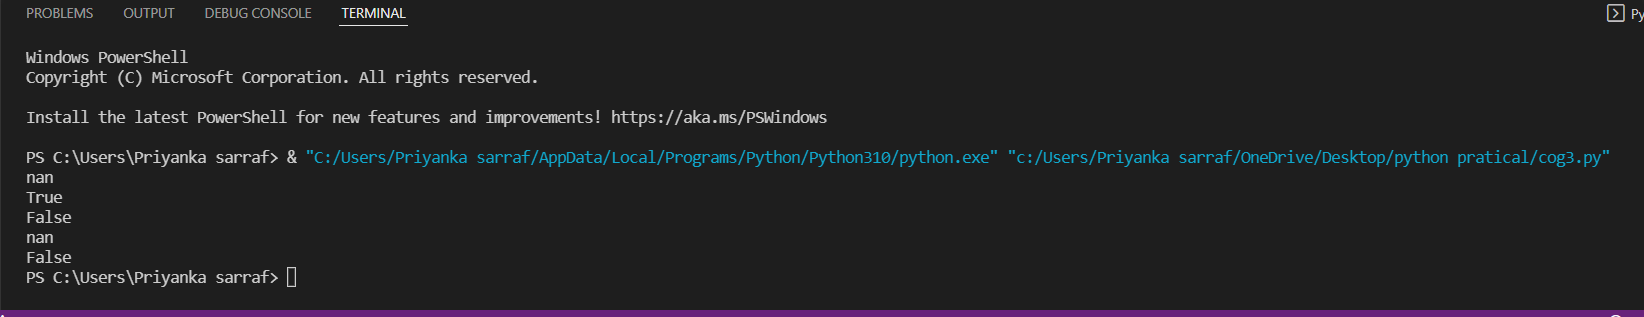 PROBLEMS OUTPUT DEBUG CONSOLE TERMINAL Py
Windows PowerShell
Copyright (C) Microsoft Corporation. All rights reserved.
Install the latest PowerShell for new features and improvements! https://aka.ms/PSWindows
PS C:\Users\Priyanka sarraf> & "C:/Users/Priyanka sarraf/AppData/Local/Programs/Python/Python310/python.exe" "c:/Users/Priyanka sarraf/OneDrive/Desktop/python pratical/cog3.py"
nan
True
False
nan
False
PS C:\Users\Priyanka sarraf>